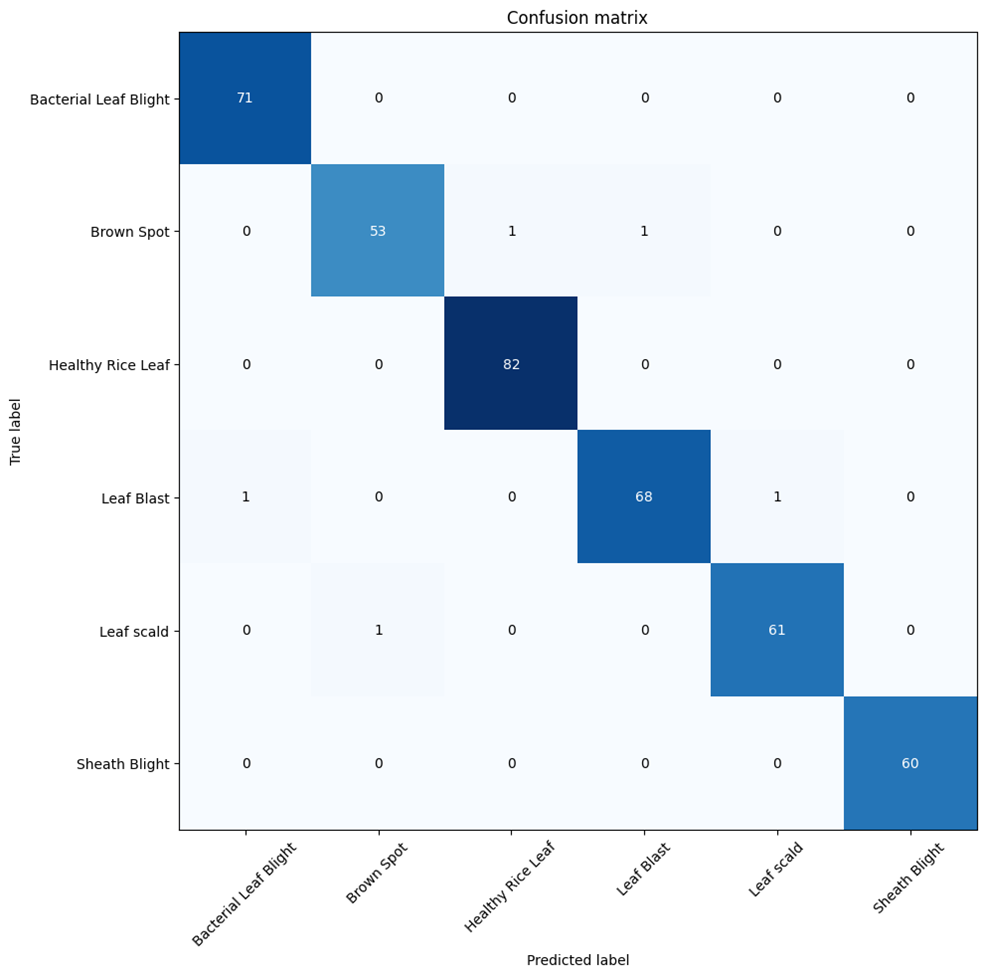 Confusion matrix
Bacterial Leaf Blight 71 0 0 0 0 0
Brown Spot 0 53 1 1 0 0
Healthy Rice Leaf 0 0 82 0 0 0
True label
Leaf Blast 1 0 0 68 1 0
Leaf scald 0 1 0 0 61 0
Sheath Blight 0 0 0 0 0 60
Bacterial Leaf Blight
Brown Spot
Healthy Rice Leaf
Leaf Blast
Leaf scald
Sheath Blight
Predicted label